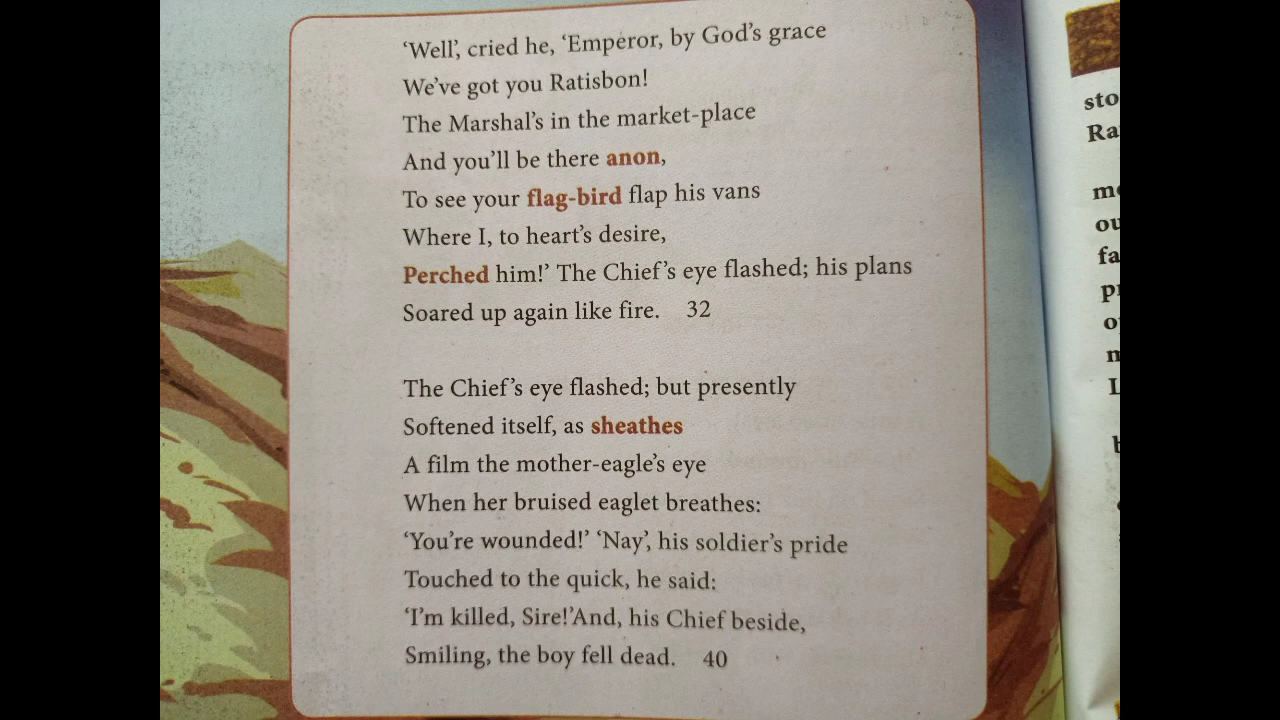 ‘Well’, cried he, ‘Emperor, by God’s grace
We’ve got you Ratisbon!
The Marshal’s in the market-place
And you’ll be there anon,
To see your flag-bird flap his vans
Where I, to heart’s desire,
Perched him!’ The Chief’s eye flashed; his plans
Soared up again like fire. 32
The Chief’s eye flashed; but presently
Softened itself, as sheathes
A film the mother-eagle’s eye
When her bruised eaglet breathes:
‘You’re wounded!’ ‘Nay’, his soldier’s pride
Touched to the quick, he said:
‘I’m killed, Sire!’And, his Chief beside,
Smiling, the boy fell dead. 40